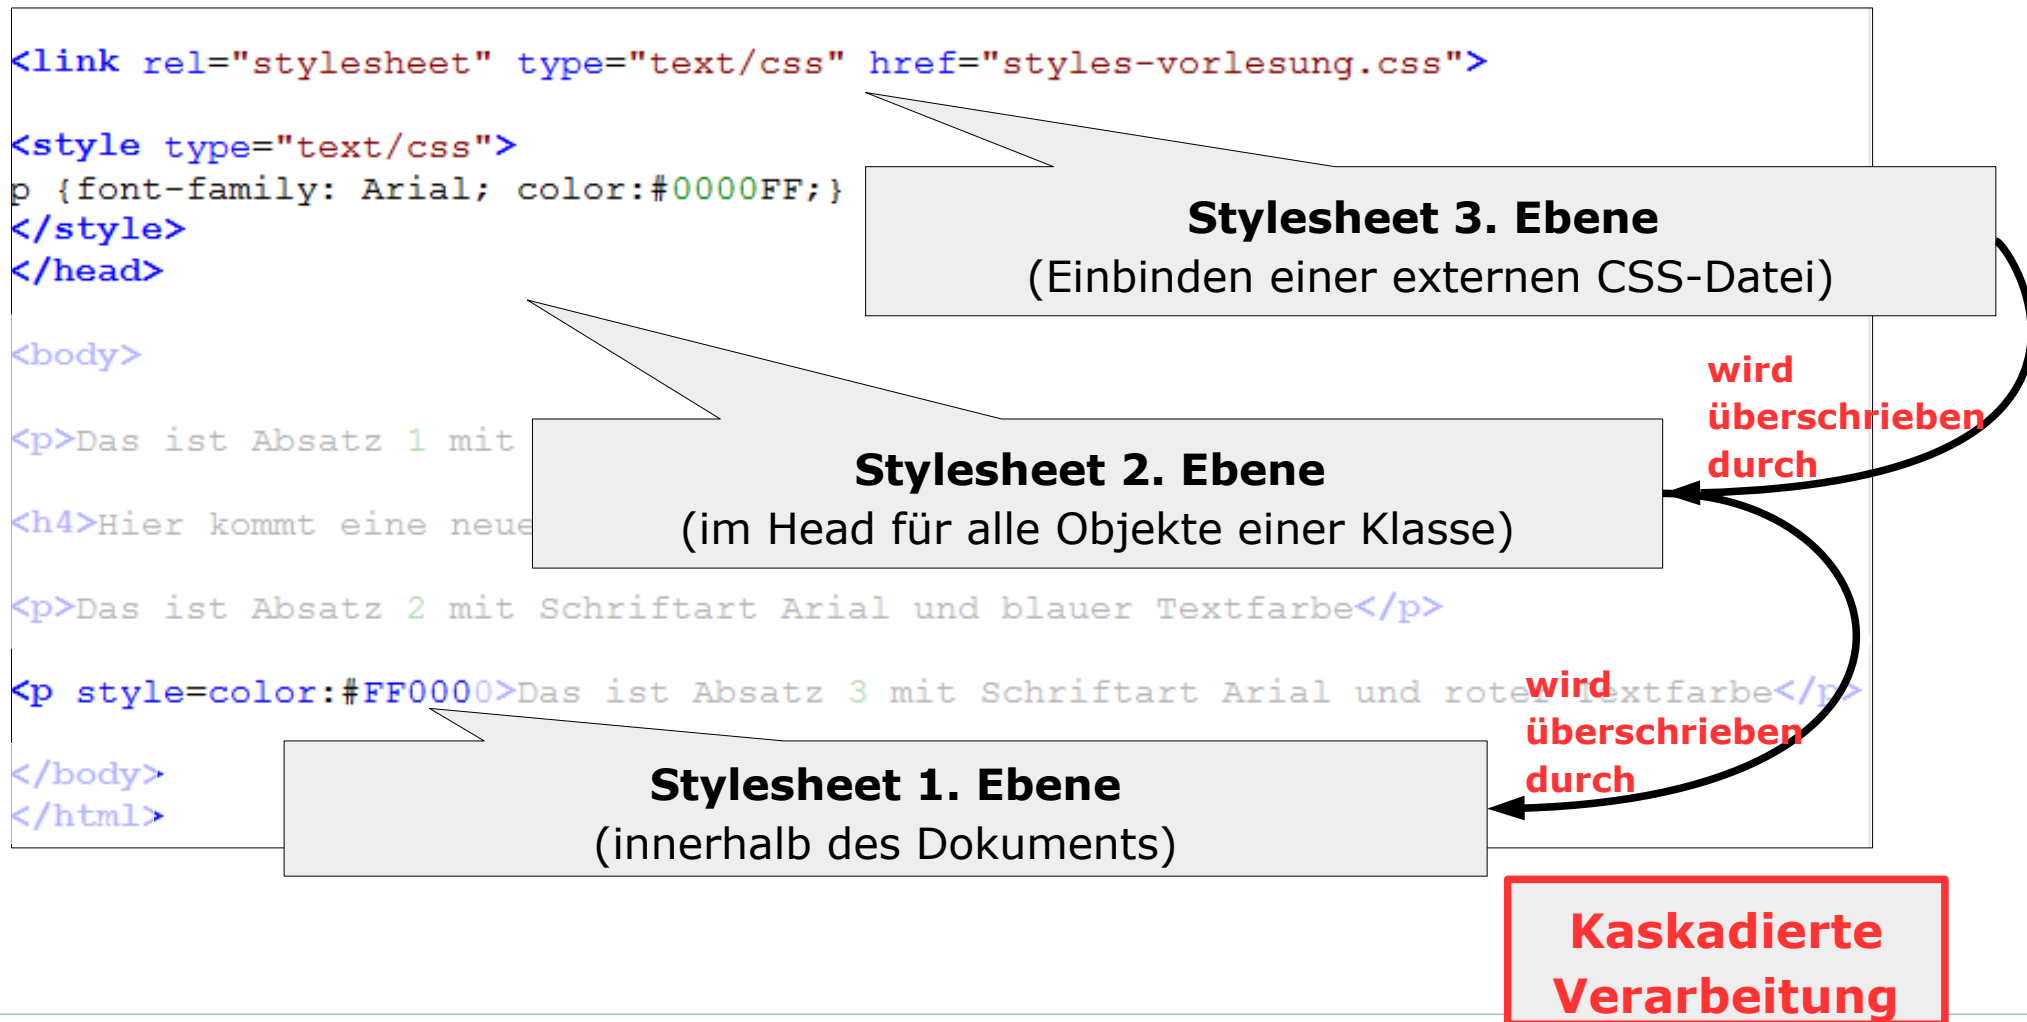 <link rel="stylesheet" type="text/css" href="styles-vorlesung.css">
<style type="text/css">
p {font-family: Arial; color:#0000FF;}
</style>
</head>
Stylesheet 3. Ebene
(Einbinden einer externen CSS-Datei)
<body>
wird
überschrieben
durch
<p>Das ist Absatz 1 mit
Stylesheet 2. Ebene
(im Head für alle Objekte einer Klasse)
<h4>Hier kommt eine neue
<p>Das ist Absatz 2 mit Schriftart Arial und blauer Textfarbe</p>
<p style=color:#FF0000>Das ist Absatz 3 mit Schriftart Arial und roter Textfarbe</p>
wird
überschrieben
durch
</body>
</html>
Stylesheet 1. Ebene
(innerhalb des Dokuments)
Kaskadierte
Verarbeitung